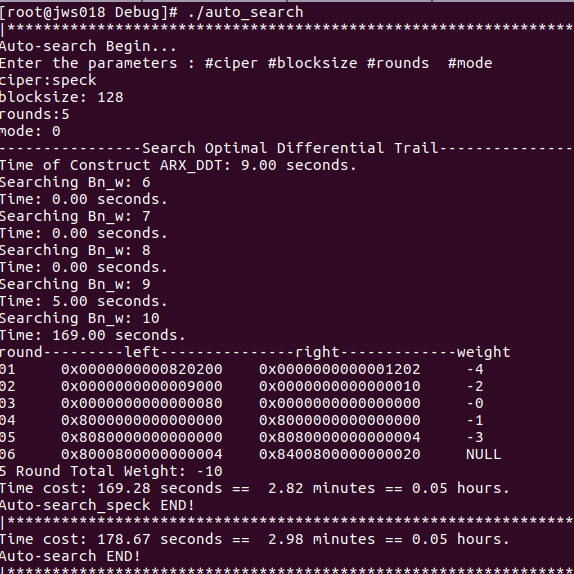 [root@jws018 Debug]# ./auto_search
|*********************************************************************
Auto-search Begin...
Enter the parameters : #ciper #blocksize #rounds  #mode
ciper:speck
blocksize: 128
rounds:5
mode: 0
----------------Search Optimal Differential Trail---------------
Time of Construct ARX_DDT: 9.00 seconds.
Searching Bn_w: 6
Time: 0.00 seconds.
Searching Bn_w: 7
Time: 0.00 seconds.
Searching Bn_w: 8
Time: 0.00 seconds.
Searching Bn_w: 9
Time: 5.00 seconds.
Searching Bn_w: 10
Time: 169.00 seconds.
round---------left---------------right-------------weight
01     0x0000000000820200    0x0000000000001202    -4
02     0x0000000000009000    0x0000000000000010    -2
03     0x0000000000000080    0x0000000000000000    -0
04     0x8000000000000000    0x8000000000000000    -1
05     0x8080000000000000    0x8080000000000004    -3
06     0x8000800000000004    0x8400800000000020    NULL
5 Round Total Weight: -10
Time cost: 169.28 seconds ==  2.82 minutes == 0.05 hours.
Auto-search_speck END!
|*********************************************************************
Time cost: 178.67 seconds ==  2.98 minutes == 0.05 hours.
Auto-search END!
|*********************************************************************